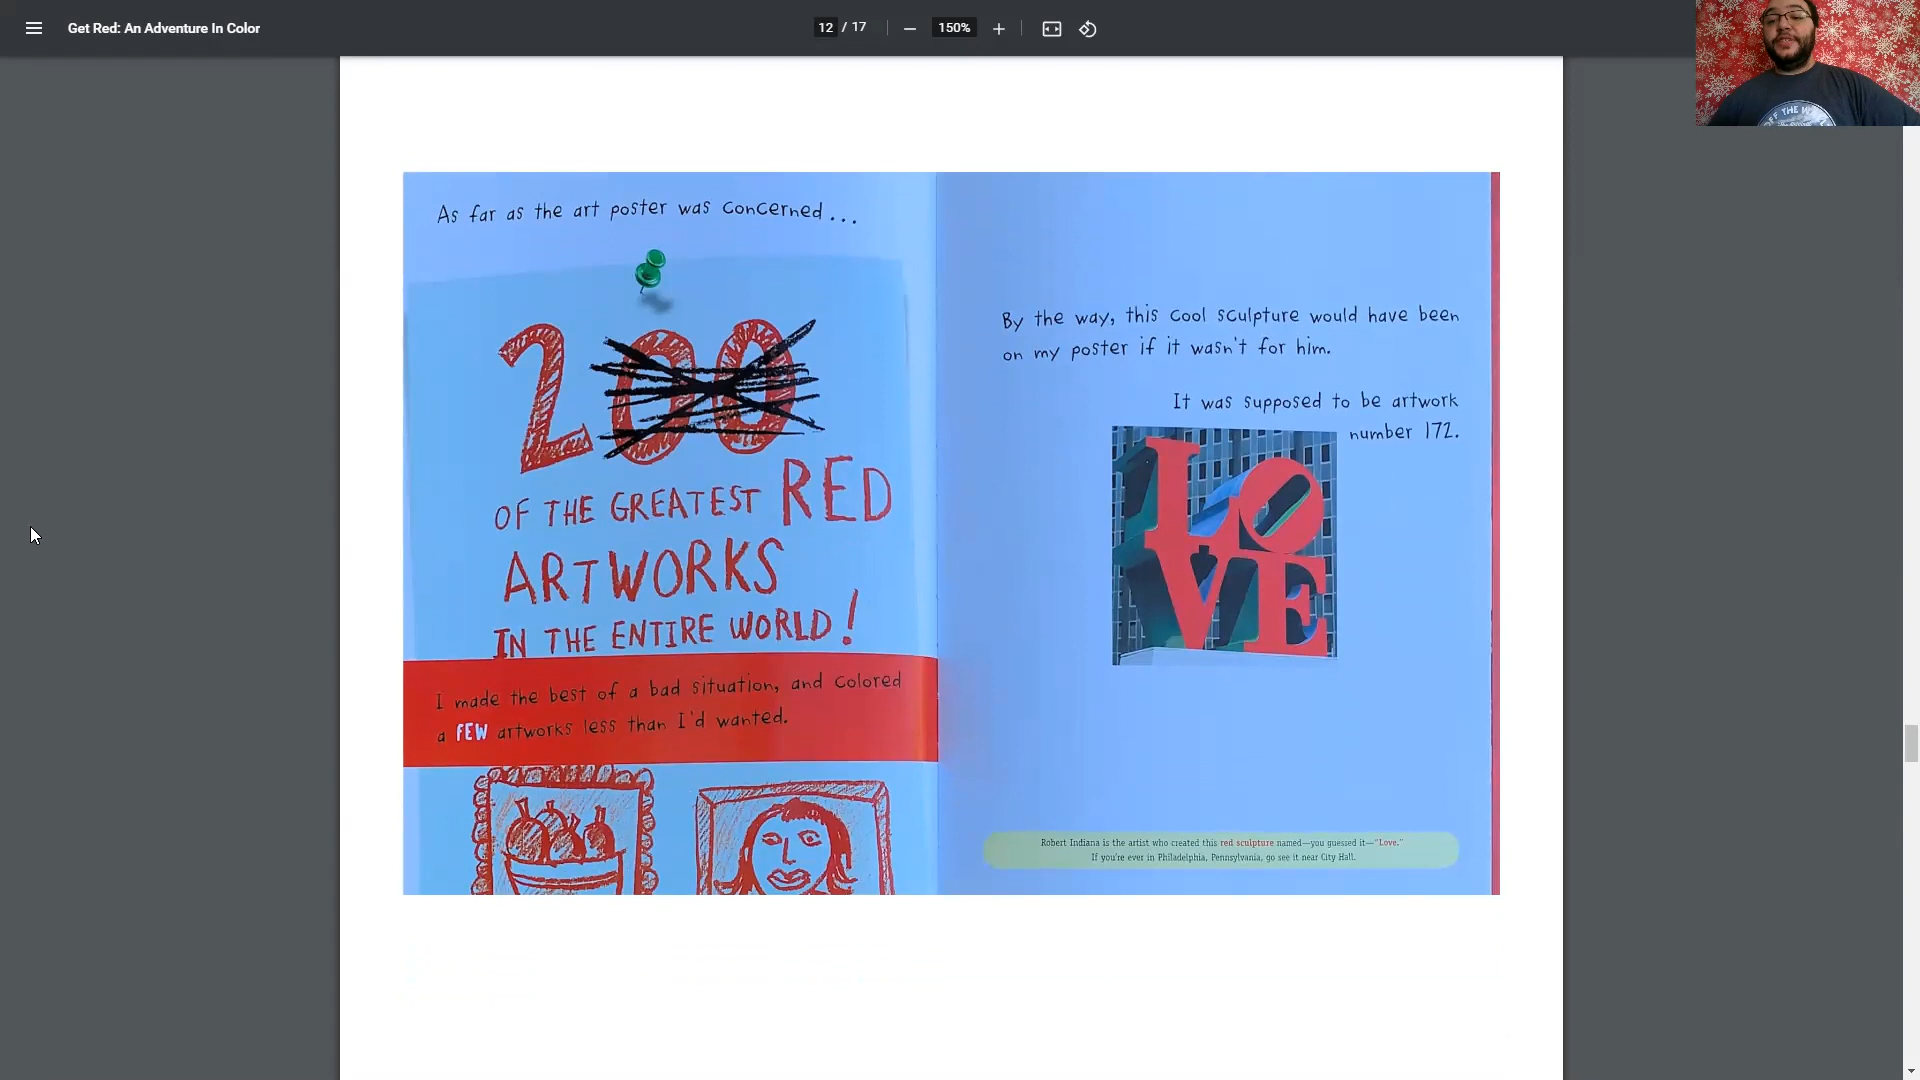 Get Red: An Adventure In Color
12 / 17
150%
OFF THE W
As far as the art poster was concerned...
200
OF THE GREATEST RED
ARTWORKS
IN THE ENTIRE WORLD!
I made the best of a bad situation, and colored
a FEW artworks less than I'd wanted.
By the way, this cool sculpture would have been
on my poster if it wasn't for him.
It was supposed to be artwork
number 172.
LO
VE
Robert Indiana is the artist who created this red sculpture named—you guessed it—"Love."
If you're ever in Philadelphia, Pennsylvania, go see it near City Hall.